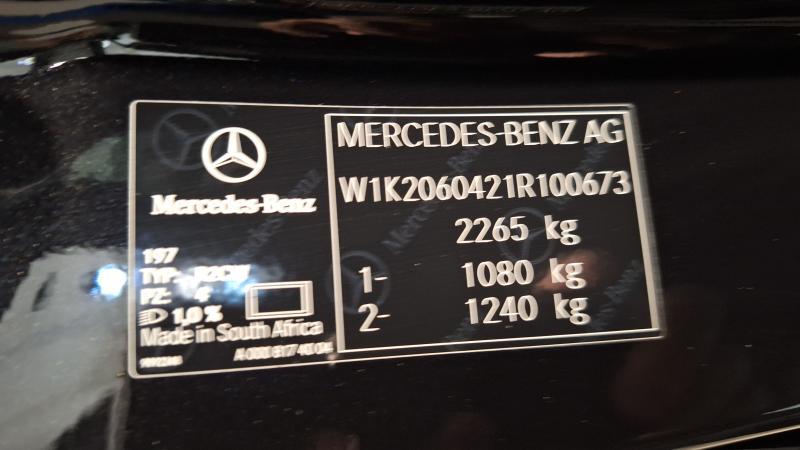 Mercedes-Benz
197
TYP:
PZ: 4
1,0 %
Made in South Africa
MERCEDES-BENZ AG
W1K2060421R100673
2265 kg
1- 1080 kg
2- 1240 kg